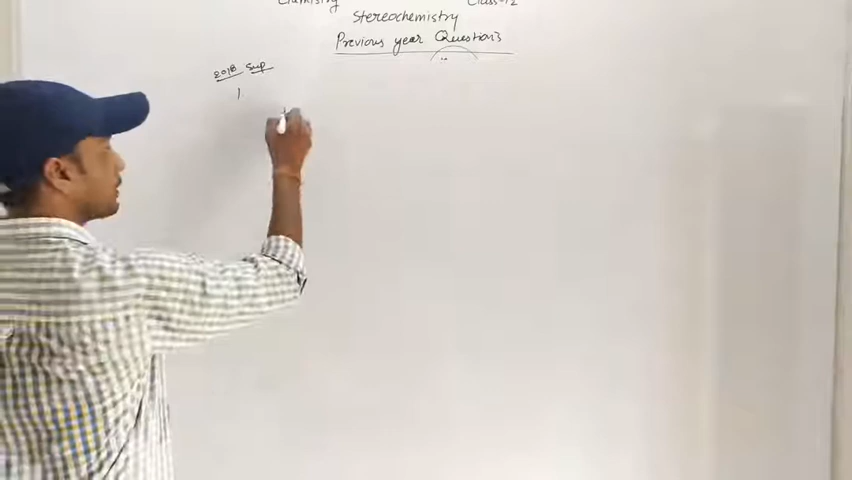 Chemistry Class-12
Stereochemistry
Previous year Questions
2018 Sup
1.